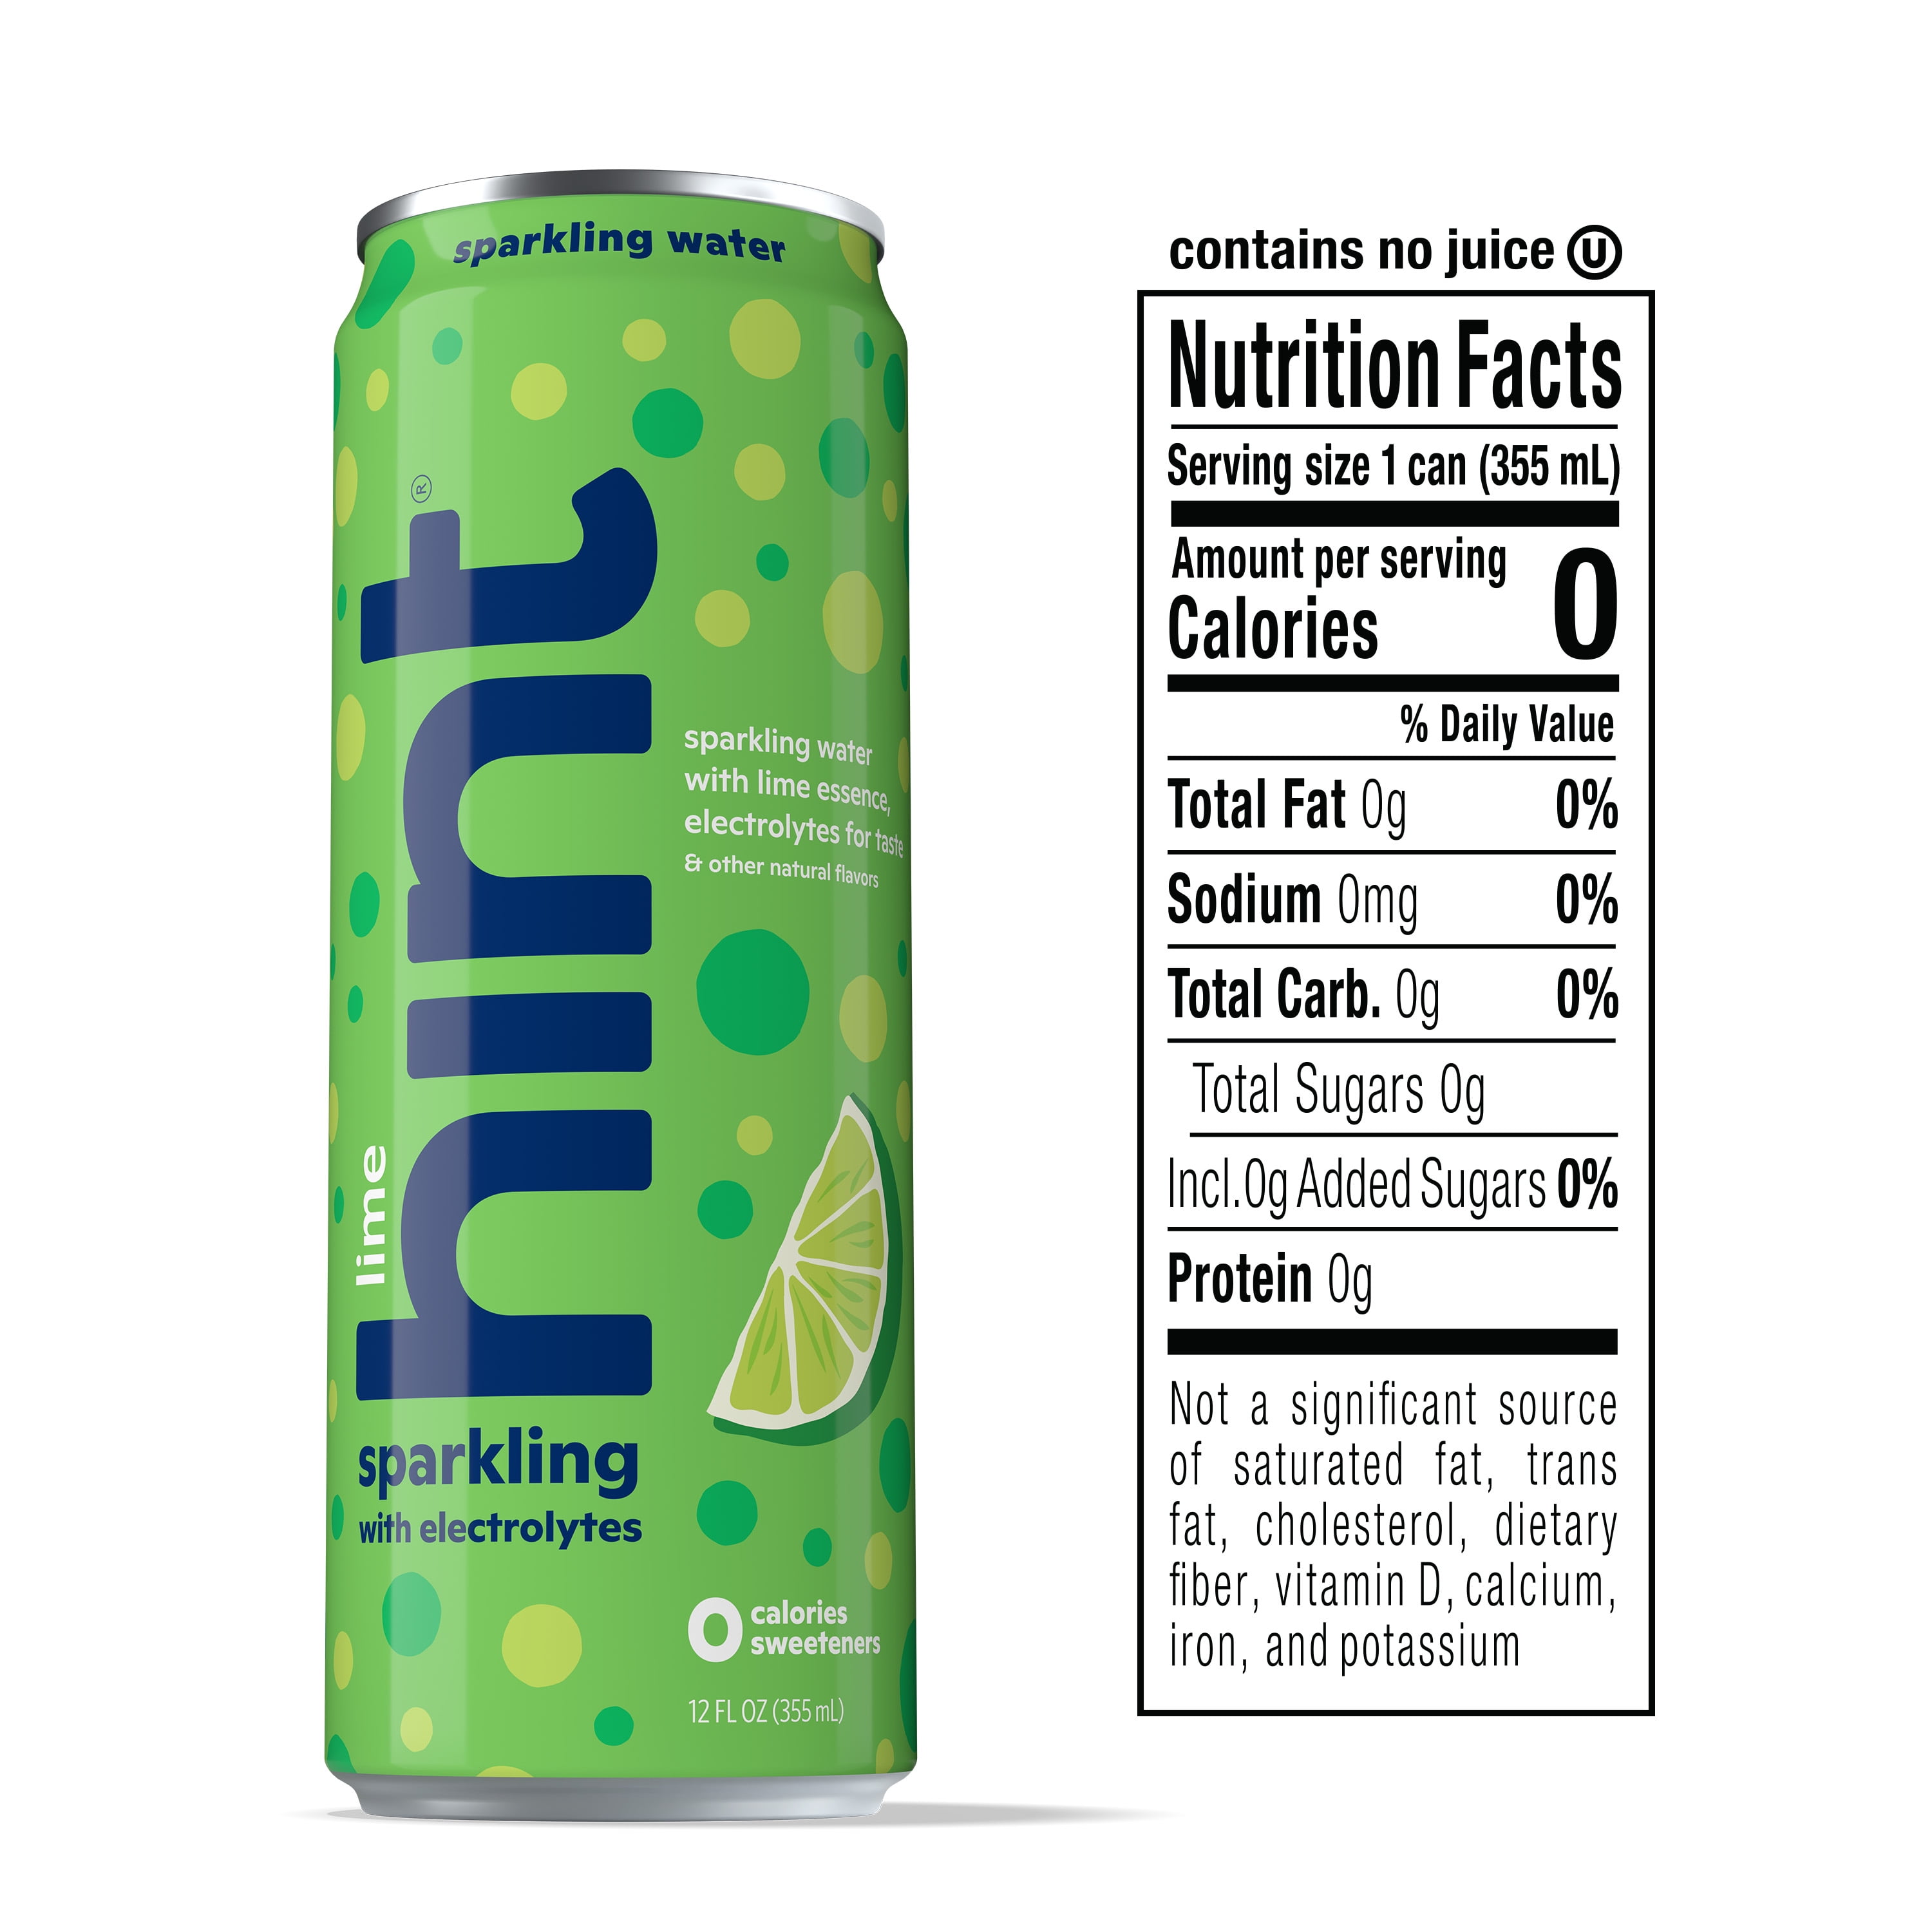 sparkling water
hint®
lime
sparkling
with electrolytes
sparkling water
with lime essence,
electrolytes for taste
& other natural flavors
0 calories
sweeteners
12 FL OZ (355 mL)
contains no juice Ⓤ
Nutrition Facts
Serving size 1 can (355 mL)
Amount per serving
Calories 0
% Daily Value
Total Fat 0g 0%
Sodium 0mg 0%
Total Carb. 0g 0%
Total Sugars 0g
Incl.0g Added Sugars 0%
Protein 0g
Not a significant source
of saturated fat, trans
fat, cholesterol, dietary
fiber, vitamin D, calcium,
iron, and potassium